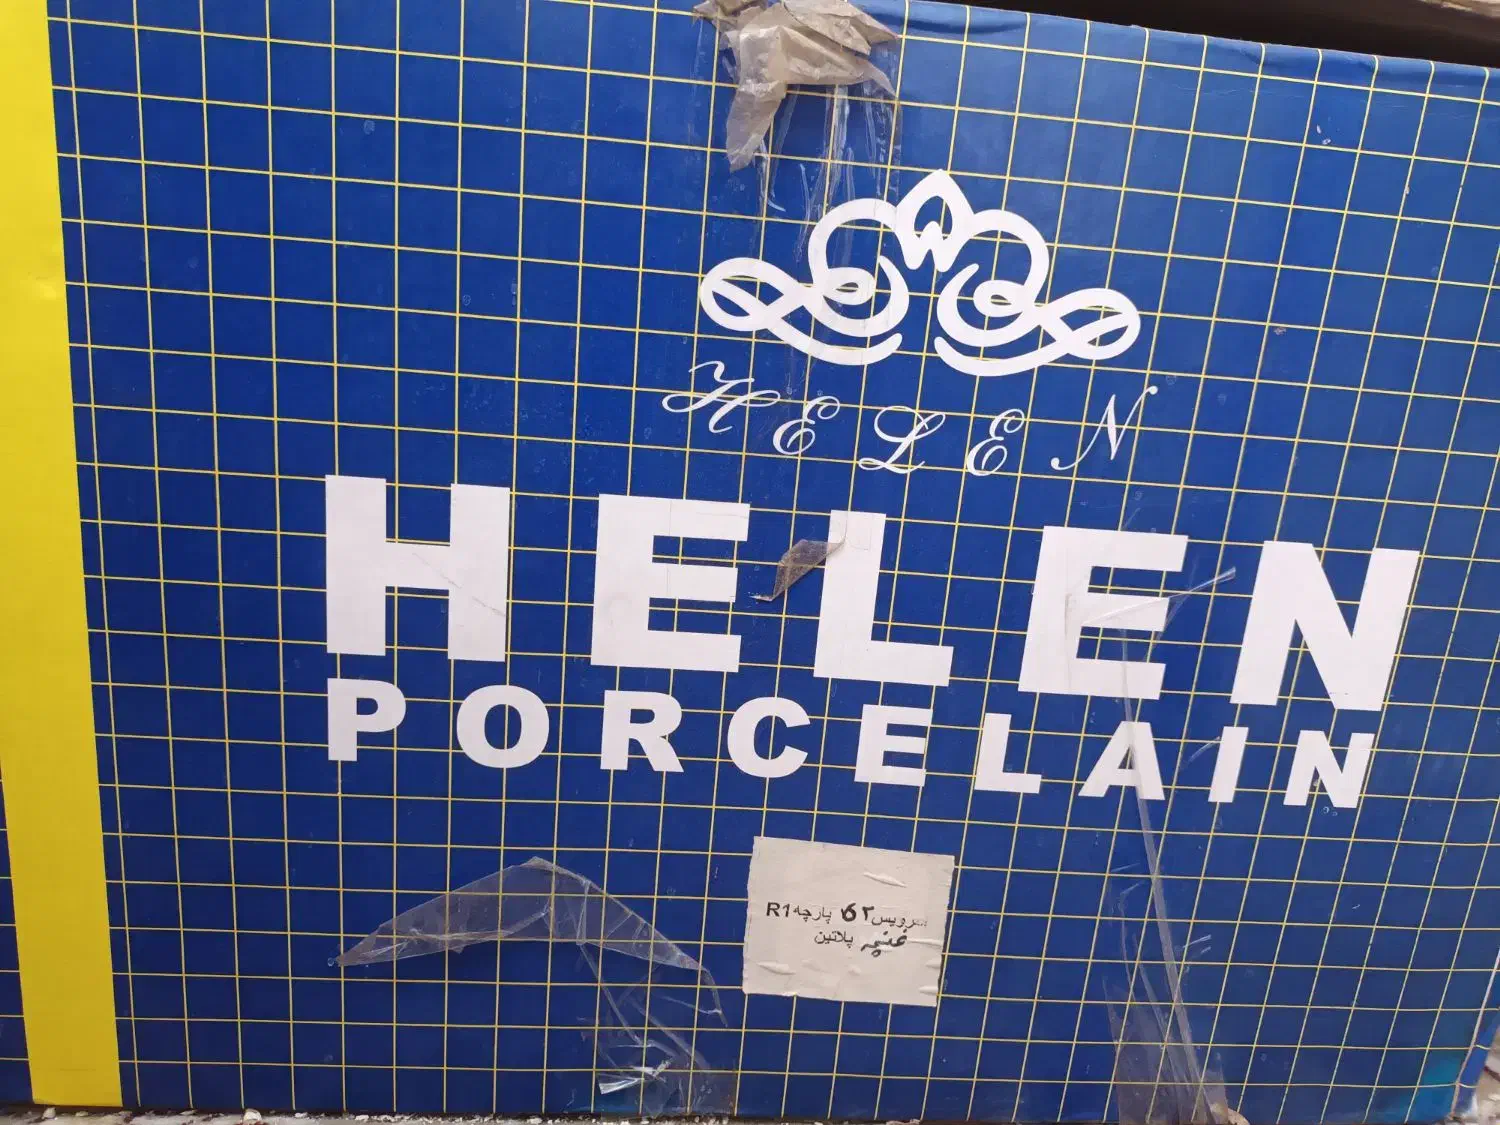 HELEN
HELEN
PORCELAIN
سرویس ۶۲ پارچه R1
غنچه پلاتین